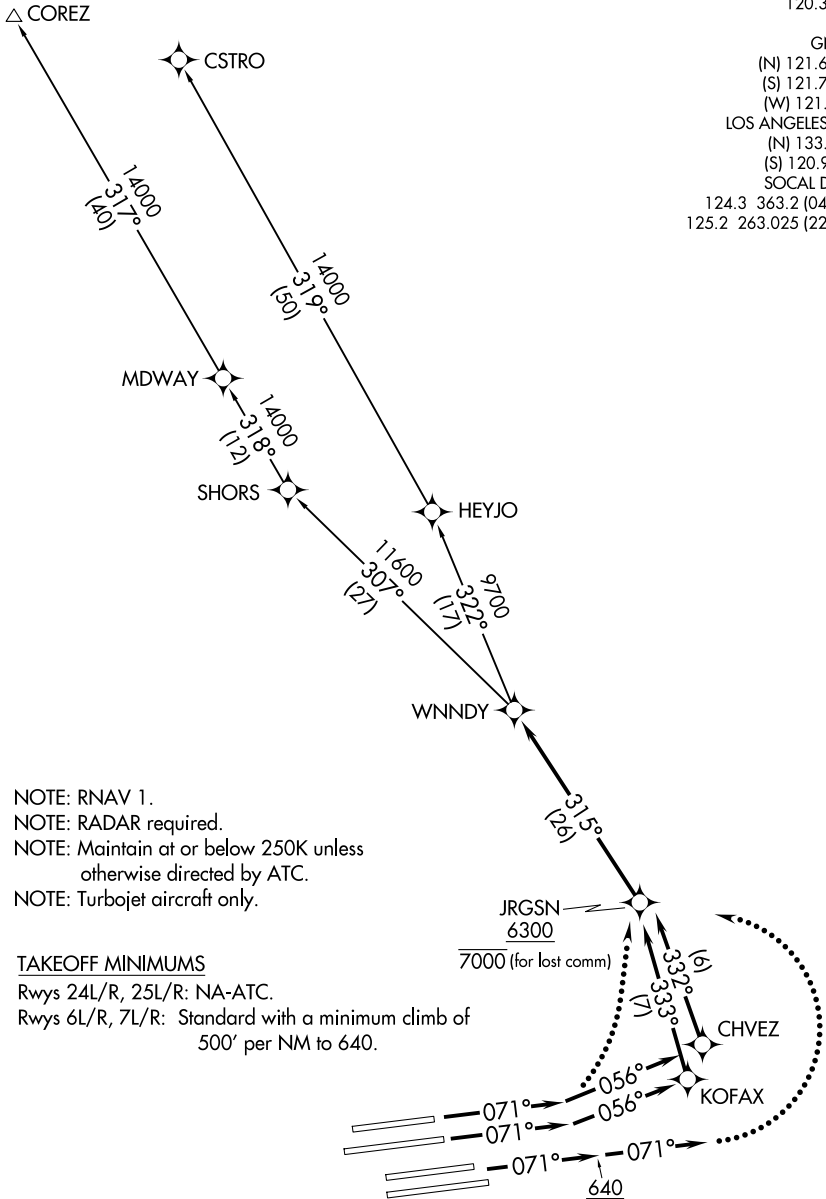 COREZ
CSTRO
120.3
(N) 121.6
(S) 121.7
(W) 121.
LOS ANGELES
(N) 133.
(S) 120.9
SOCAL D
124.3 363.2 (04
125.2 263.025 (22
14000
317°
(40)
14000
319°
(50)
MDWAY
14000
318°
(12)
SHORS
HEYJO
11600
307°
(27)
9700
322°
(17)
WNNDY
315°
(26)
NOTE: RNAV 1.
NOTE: RADAR required.
NOTE: Maintain at or below 250K unless
otherwise directed by ATC.
NOTE: Turbojet aircraft only.
JRGSN
6300
7000 (for lost comm)
TAKEOFF MINIMUMS
Rwys 24L/R, 25L/R: NA-ATC.
Rwys 6L/R, 7L/R: Standard with a minimum climb of
500' per NM to 640.
(6)
332°
333°
(7)
CHVEZ
KOFAX
071°
056°
071°
056°
071°
071°
640